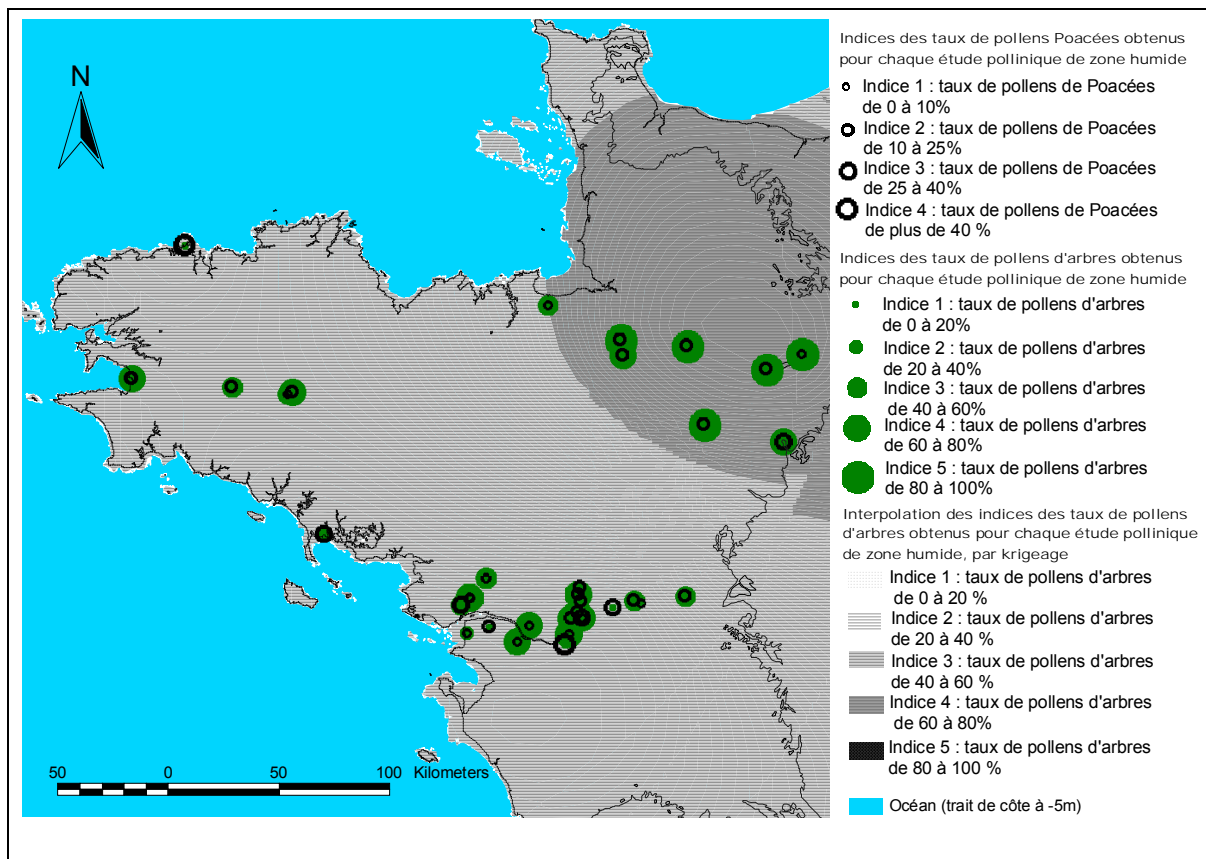 N
50 0 50 100 Kilometers
Indices des taux de pollens Poacées obtenus
pour chaque étude pollinique de zone humide
Indice 1 : taux de pollens de Poacées
de 0 à 10%
Indice 2 : taux de pollens de Poacées
de 10 à 25%
Indice 3 : taux de pollens de Poacées
de 25 à 40%
Indice 4 : taux de pollens de Poacées
de plus de 40 %
Indices des taux de pollens d'arbres obtenus
pour chaque étude pollinique de zone humide
Indice 1 : taux de pollens d'arbres
de 0 à 20%
Indice 2 : taux de pollens d'arbres
de 20 à 40%
Indice 3 : taux de pollens d'arbres
de 40 à 60%
Indice 4 : taux de pollens d'arbres
de 60 à 80%
Indice 5 : taux de pollens d'arbres
de 80 à 100%
Interpolation des indices des taux de pollens
d'arbres obtenus pour chaque étude pollinique
de zone humide, par krigeage
Indice 1 : taux de pollens d'arbres
de 0 à 20 %
Indice 2 : taux de pollens d'arbres
de 20 à 40 %
Indice 3 : taux de pollens d'arbres
de 40 à 60 %
Indice 4 : taux de pollens d'arbres
de 60 à 80%
Indice 5 : taux de pollens d'arbres
de 80 à 100 %
Océan (trait de côte à -5m)